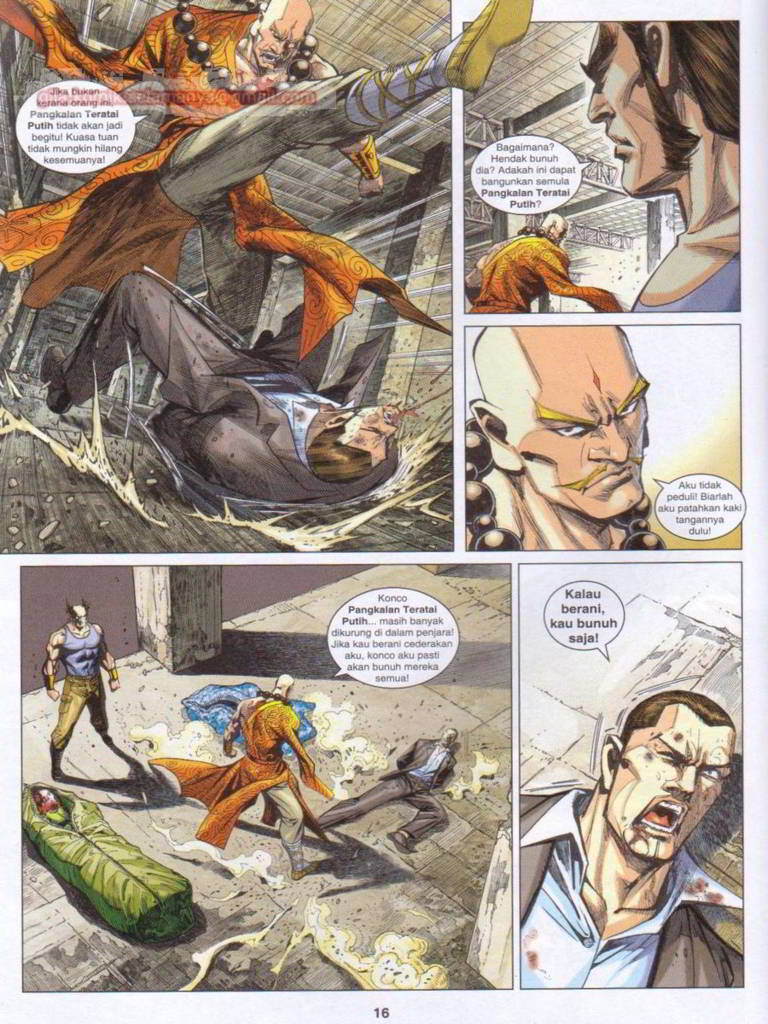 Jika bukan
kerana orang ini,
Pangkalan Teratai
Putih tidak akan jadi
begitu! Kuasa tuan
tidak mungkin hilang
kesemuanya!
Bagaimana?
Hendak bunuh
dia? Adakah ini dapat
bangunkan semula
Pangkalan Teratai
Putih?
Aku tidak
peduli! Biarlah
aku patahkan kaki
tangannya
dulu!
Konco
Pangkalan Teratai
Putih... masih banyak
dikurung di dalam penjara!
Jika kau berani cederakan
aku, konco aku pasti
akan bunuh mereka
semua!
Kalau
berani,
kau bunuh
saja!
16